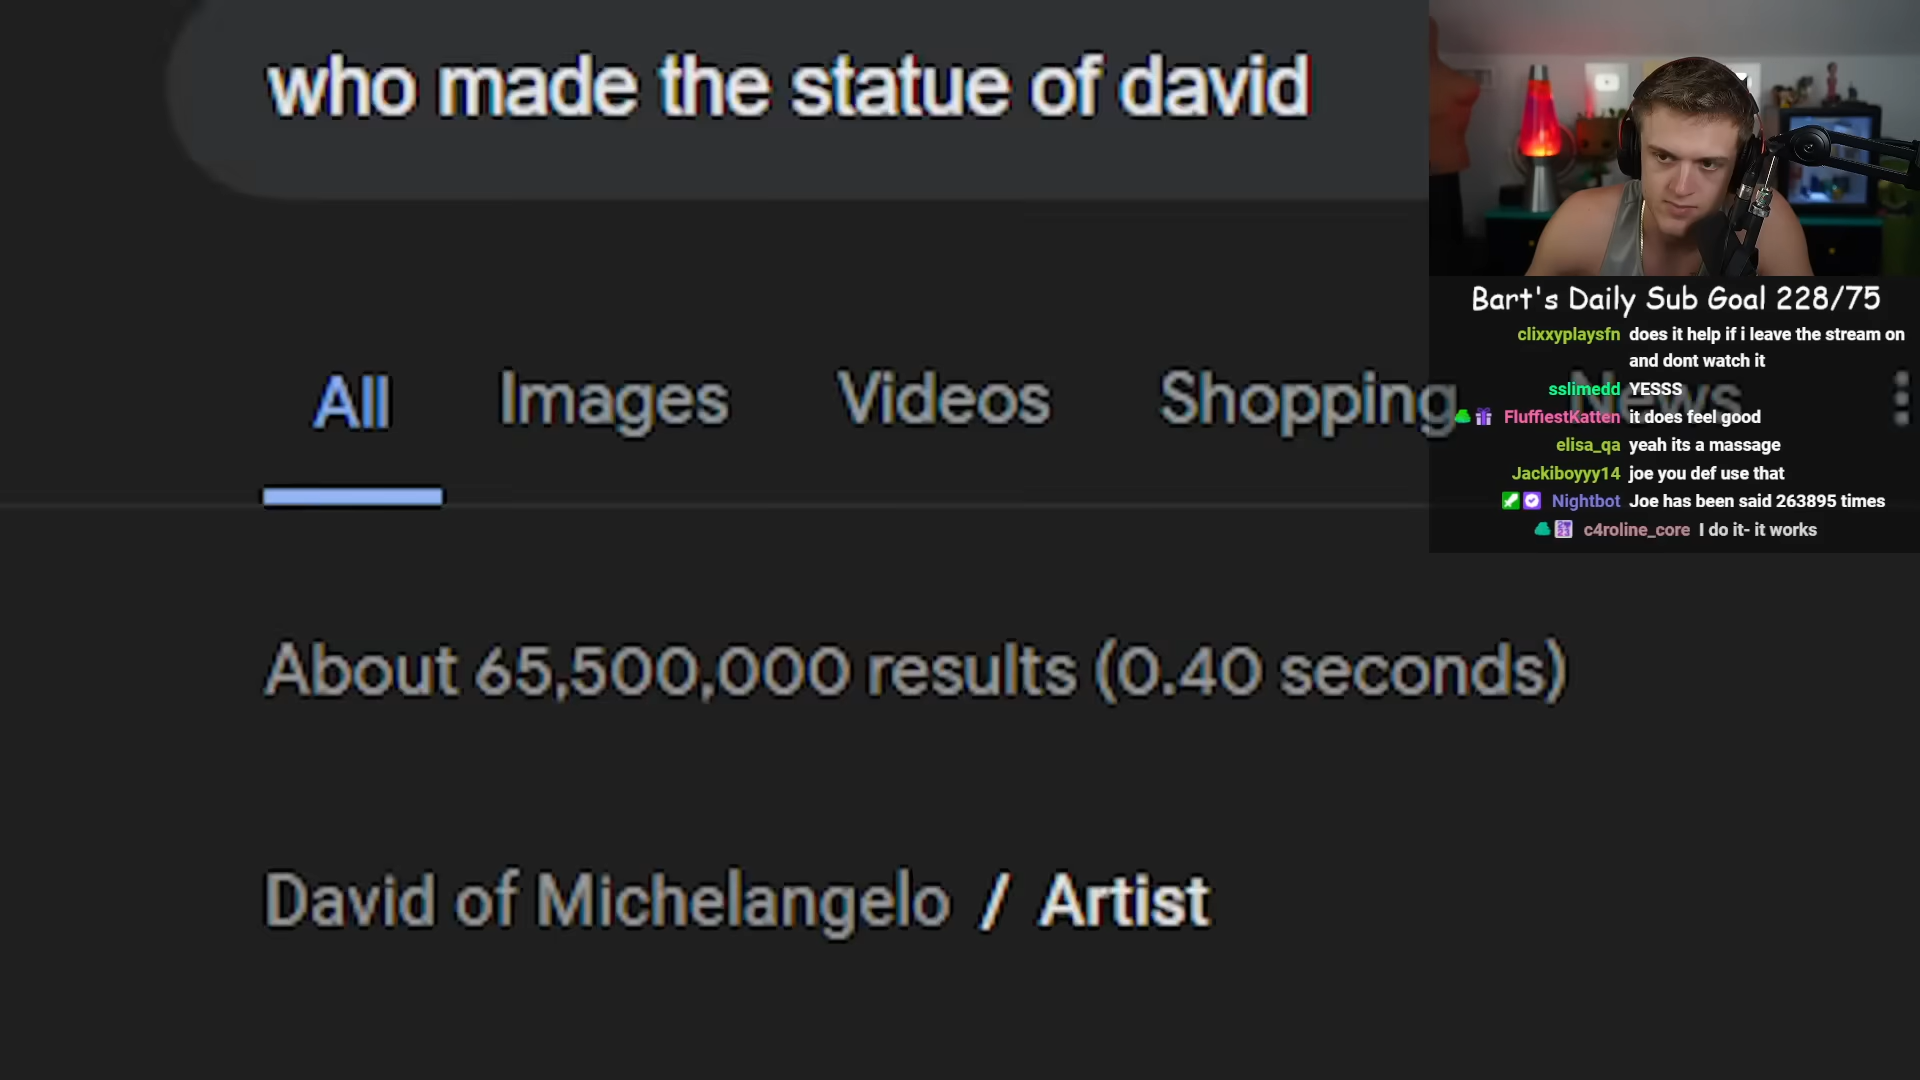 who made the statue of david
All Images Videos Shopping News
About 65,500,000 results (0.40 seconds)
David of Michelangelo / Artist
Bart's Daily Sub Goal 228/75
clixxyplaysfn does it help if i leave the stream on
and dont watch it
sslimedd YESSS
FluffiestKatten it does feel good
elisa_qa yeah its a massage
Jackiboyyy14 joe you def use that
Nightbot Joe has been said 263895 times
c4roline_core I do it- it works